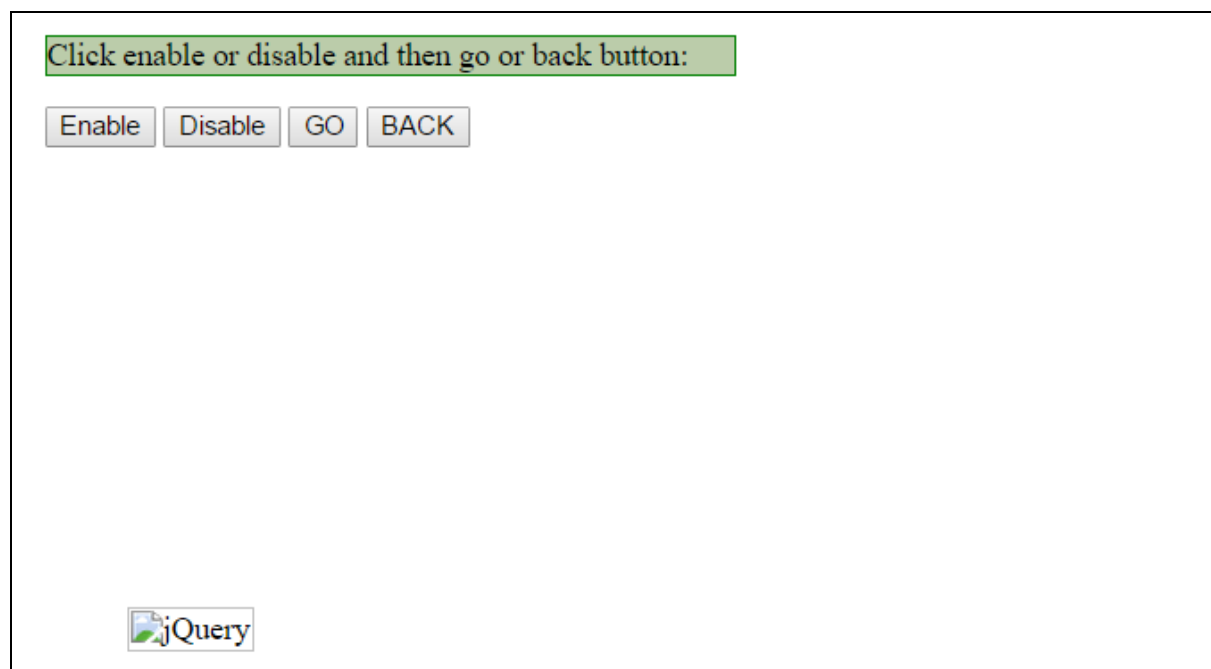 Click enable or disable and then go or back button:
Enable Disable GO BACK
jQuery